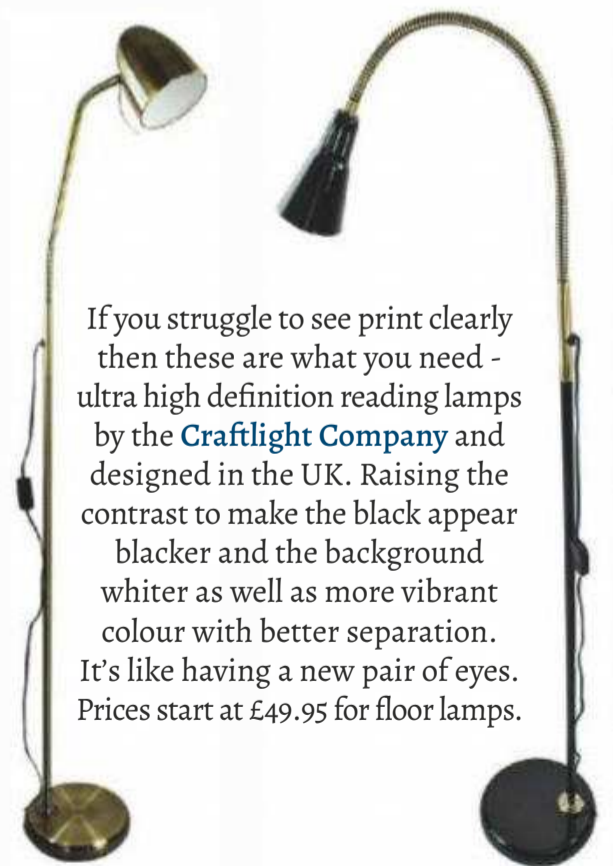 If you struggle to see print clearly
then these are what you need -
ultra high definition reading lamps
by the Craftlight Company and
designed in the UK. Raising the
contrast to make the black appear
blacker and the background
whiter as well as more vibrant
colour with better separation.
It’s like having a new pair of eyes.
Prices start at £49.95 for floor lamps.